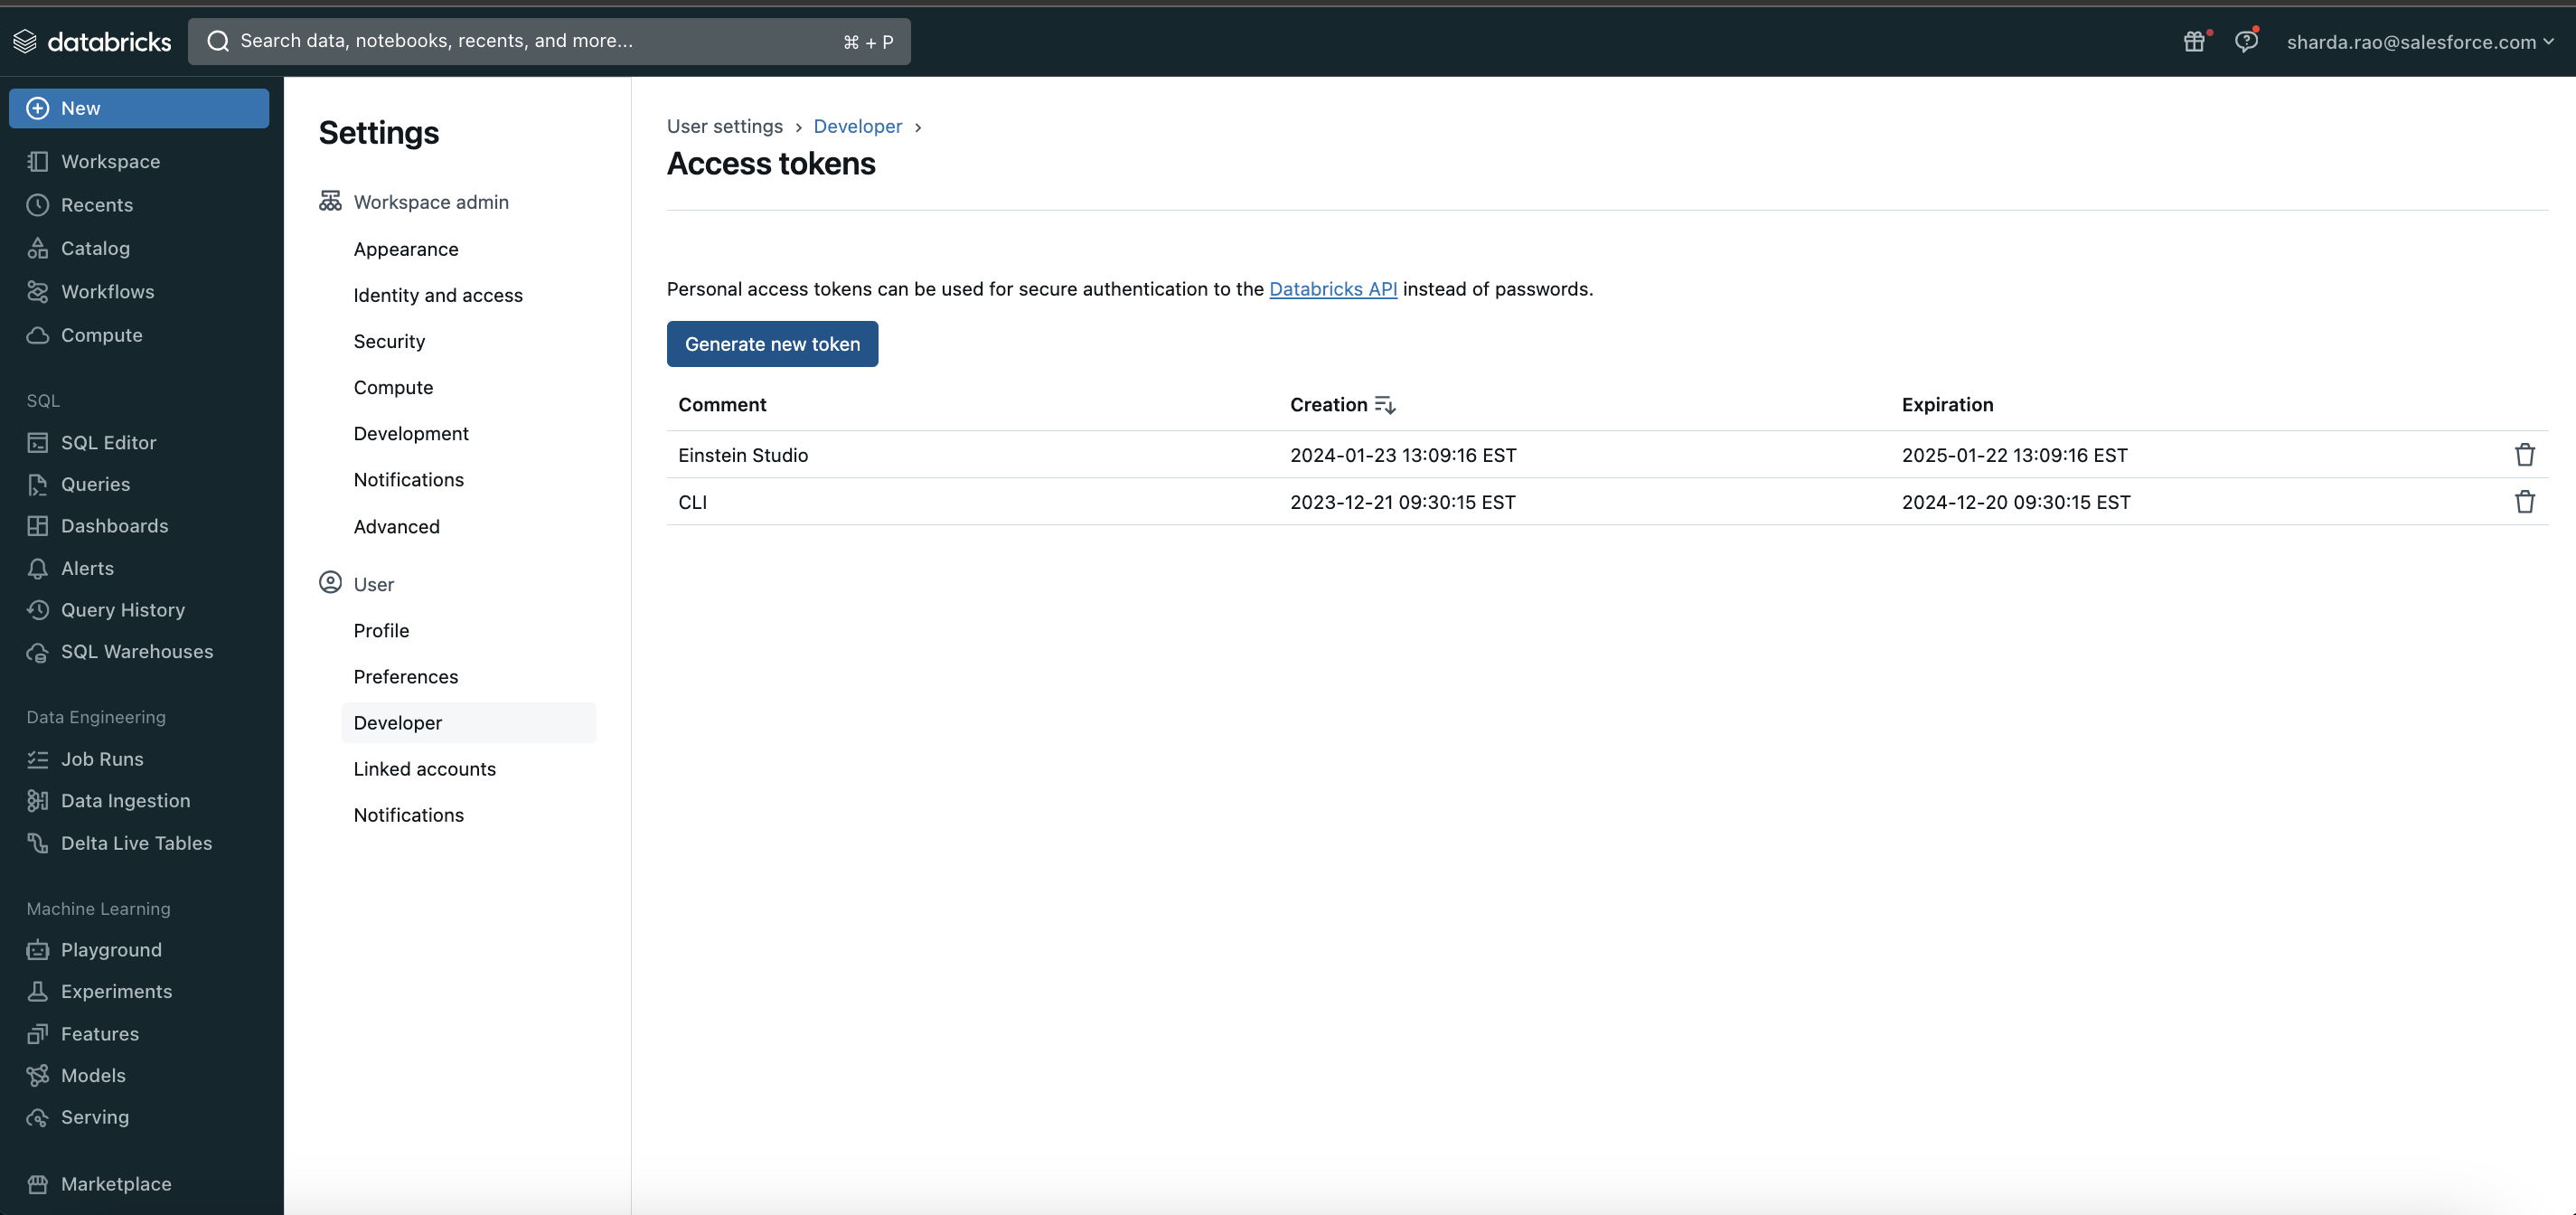 databricks
Search data, notebooks, recents, and more...
⌘ + P
sharda.rao@salesforce.com
New
Workspace
Recents
Catalog
Workflows
Compute
SQL
SQL Editor
Queries
Dashboards
Alerts
Query History
SQL Warehouses
Data Engineering
Job Runs
Data Ingestion
Delta Live Tables
Machine Learning
Playground
Experiments
Features
Models
Serving
Marketplace
Settings
Workspace admin
Appearance
Identity and access
Security
Compute
Development
Notifications
Advanced
User
Profile
Preferences
Developer
Linked accounts
Notifications
User settings › Developer ›
Access tokens
Personal access tokens can be used for secure authentication to the Databricks API instead of passwords.
Generate new token
Comment Creation Expiration
Einstein Studio 2024-01-23 13:09:16 EST 2025-01-22 13:09:16 EST
CLI 2023-12-21 09:30:15 EST 2024-12-20 09:30:15 EST